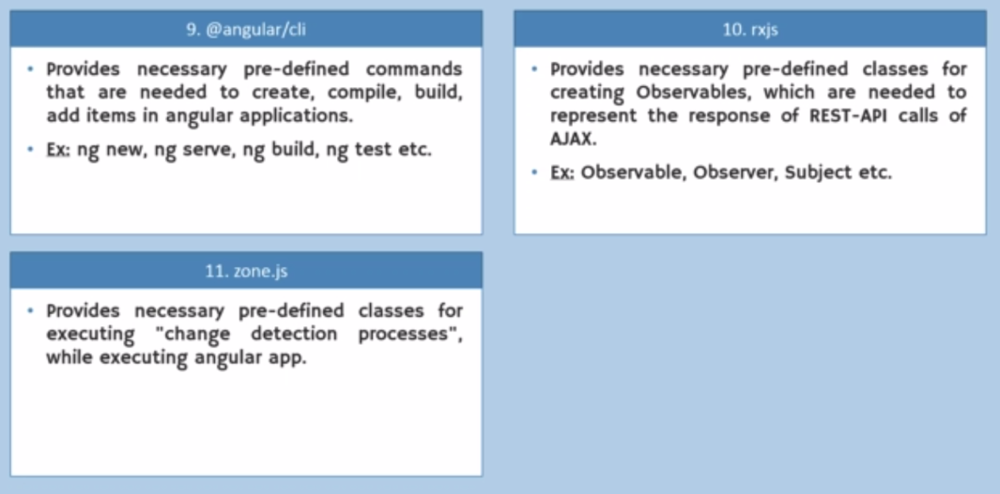 9. @angular/cli
• Provides necessary pre-defined commands
that are needed to create, compile, build,
add items in angular applications.
• Ex: ng new, ng serve, ng build, ng test etc.
10. rxjs
• Provides necessary pre-defined classes for
creating Observables, which are needed to
represent the response of REST-API calls of
AJAX.
• Ex: Observable, Observer, Subject etc.
11. zone.js
• Provides necessary pre-defined classes for
executing "change detection processes",
while executing angular app.